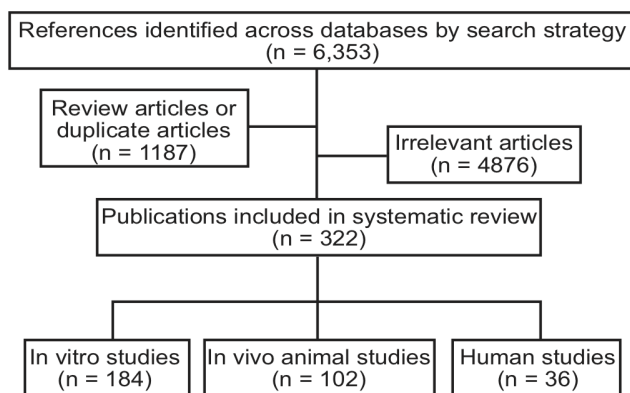 References identified across databases by search strategy
(n = 6,353)
Review articles or
duplicate articles
(n = 1187)
Irrelevant articles
(n = 4876)
Publications included in systematic review
(n = 322)
In vitro studies
(n = 184)
In vivo animal studies
(n = 102)
Human studies
(n = 36)